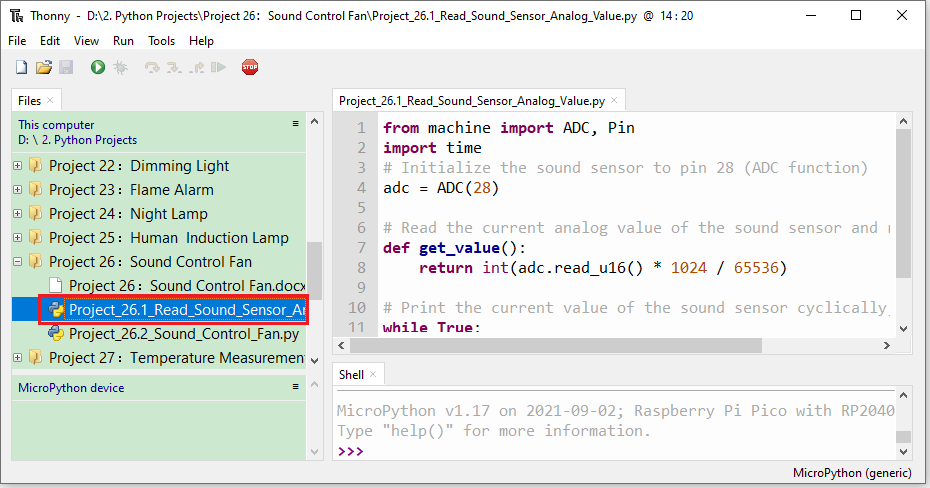 Thonny - D:\2. Python Projects\Project 26：Sound Control Fan\Project_26.1_Read_Sound_Sensor_Analog_Value.py @ 14 : 20
File Edit View Run Tools Help
STOP
Files
This computer
D: \ 2. Python Projects
Project 22：Dimming Light
Project 23：Flame Alarm
Project 24：Night Lamp
Project 25：Human Induction Lamp
Project 26：Sound Control Fan
Project 26：Sound Control Fan.docx
Project_26.1_Read_Sound_Sensor_An
Project_26.2_Sound_Control_Fan.py
Project 27：Temperature Measuremen
MicroPython device
Project_26.1_Read_Sound_Sensor_Analog_Value.py
1 from machine import ADC, Pin
2 import time
3 # Initialize the sound sensor to pin 28 (ADC function)
4 adc = ADC(28)
5
6 # Read the current analog value of the sound sensor and
7 def get_value():
8 return int(adc.read_u16() * 1024 / 65536)
9
10 # Print the current value of the sound sensor cyclically,
11 while True:
Shell
MicroPython v1.17 on 2021-09-02; Raspberry Pi Pico with RP2040
Type "help()" for more information.
>>>
MicroPython (generic)